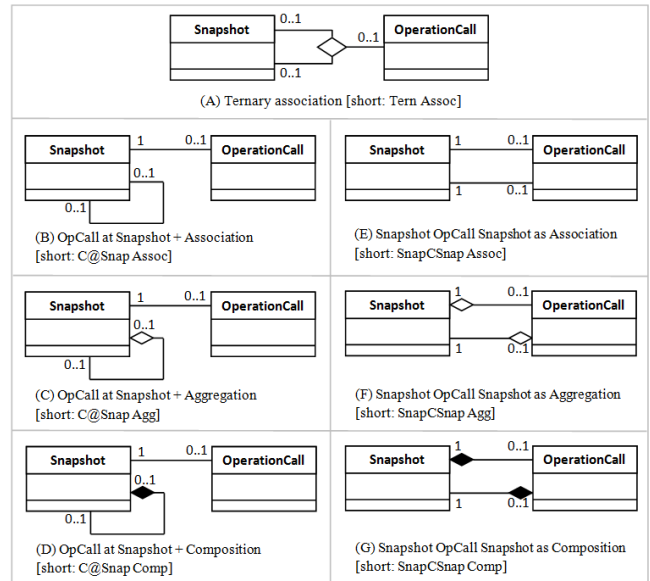 Snapshot
0..1
0..1
0..1
OperationCall
(A) Ternary association [short: Tern Assoc]
Snapshot
1
0..1
OperationCall
0..1
0..1
(B) OpCall at Snapshot + Association
[short: C@Snap Assoc]
Snapshot
1
0..1
OperationCall
1
0..1
(E) Snapshot OpCall Snapshot as Association
[short: SnapCSnap Assoc]
Snapshot
1
0..1
OperationCall
0..1
0..1
(C) OpCall at Snapshot + Aggregation
[short: C@Snap Agg]
Snapshot
1
0..1
OperationCall
1
0..1
(F) Snapshot OpCall Snapshot as Aggregation
[short: SnapCSnap Agg]
Snapshot
1
0..1
OperationCall
0..1
0..1
(D) OpCall at Snapshot + Composition
[short: C@Snap Comp]
Snapshot
1
0..1
OperationCall
1
0..1
(G) Snapshot OpCall Snapshot as Composition
[short: SnapCSnap Comp]